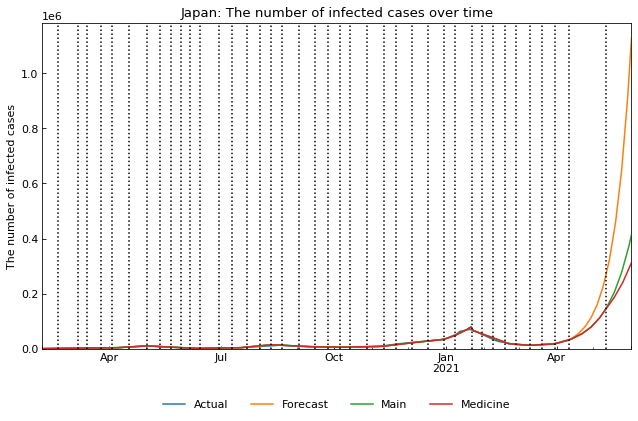 Japan: The number of infected cases over time
1e6
The number of infected cases
1.0
0.8
0.6
0.4
0.2
0.0
Apr
Jul
Oct
Jan
2021
Apr
Actual
Forecast
Main
Medicine